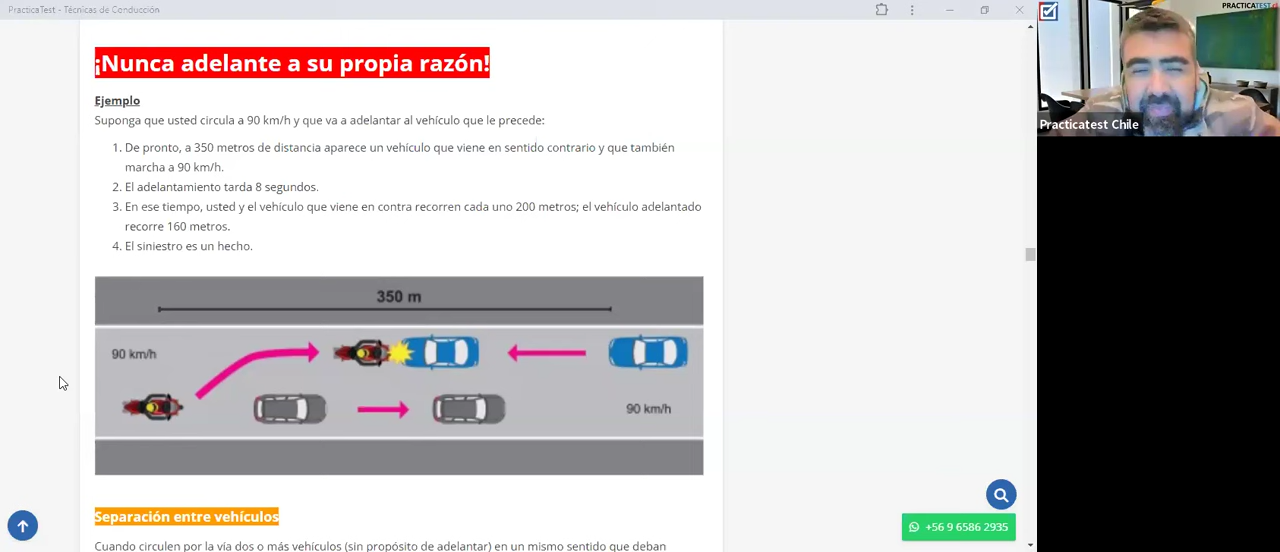 PracticaTest - Técnicas de Conducción
PRACTICATEST.cl
¡Nunca adelante a su propia razón!
Ejemplo
Suponga que usted circula a 90 km/h y que va a adelantar al vehículo que le precede:
1. De pronto, a 350 metros de distancia aparece un vehículo que viene en sentido contrario y que también
marcha a 90 km/h.
2. El adelantamiento tarda 8 segundos.
3. En ese tiempo, usted y el vehículo que viene en contra recorren cada uno 200 metros; el vehículo adelantado
recorre 160 metros.
4. El siniestro es un hecho.
Practicatest Chile
350 m
90 km/h
90 km/h
Separación entre vehículos
+56 9 6586 2935
Cuando circulen por la vía dos o más vehículos (sin propósito de adelantar) en un mismo sentido que deban